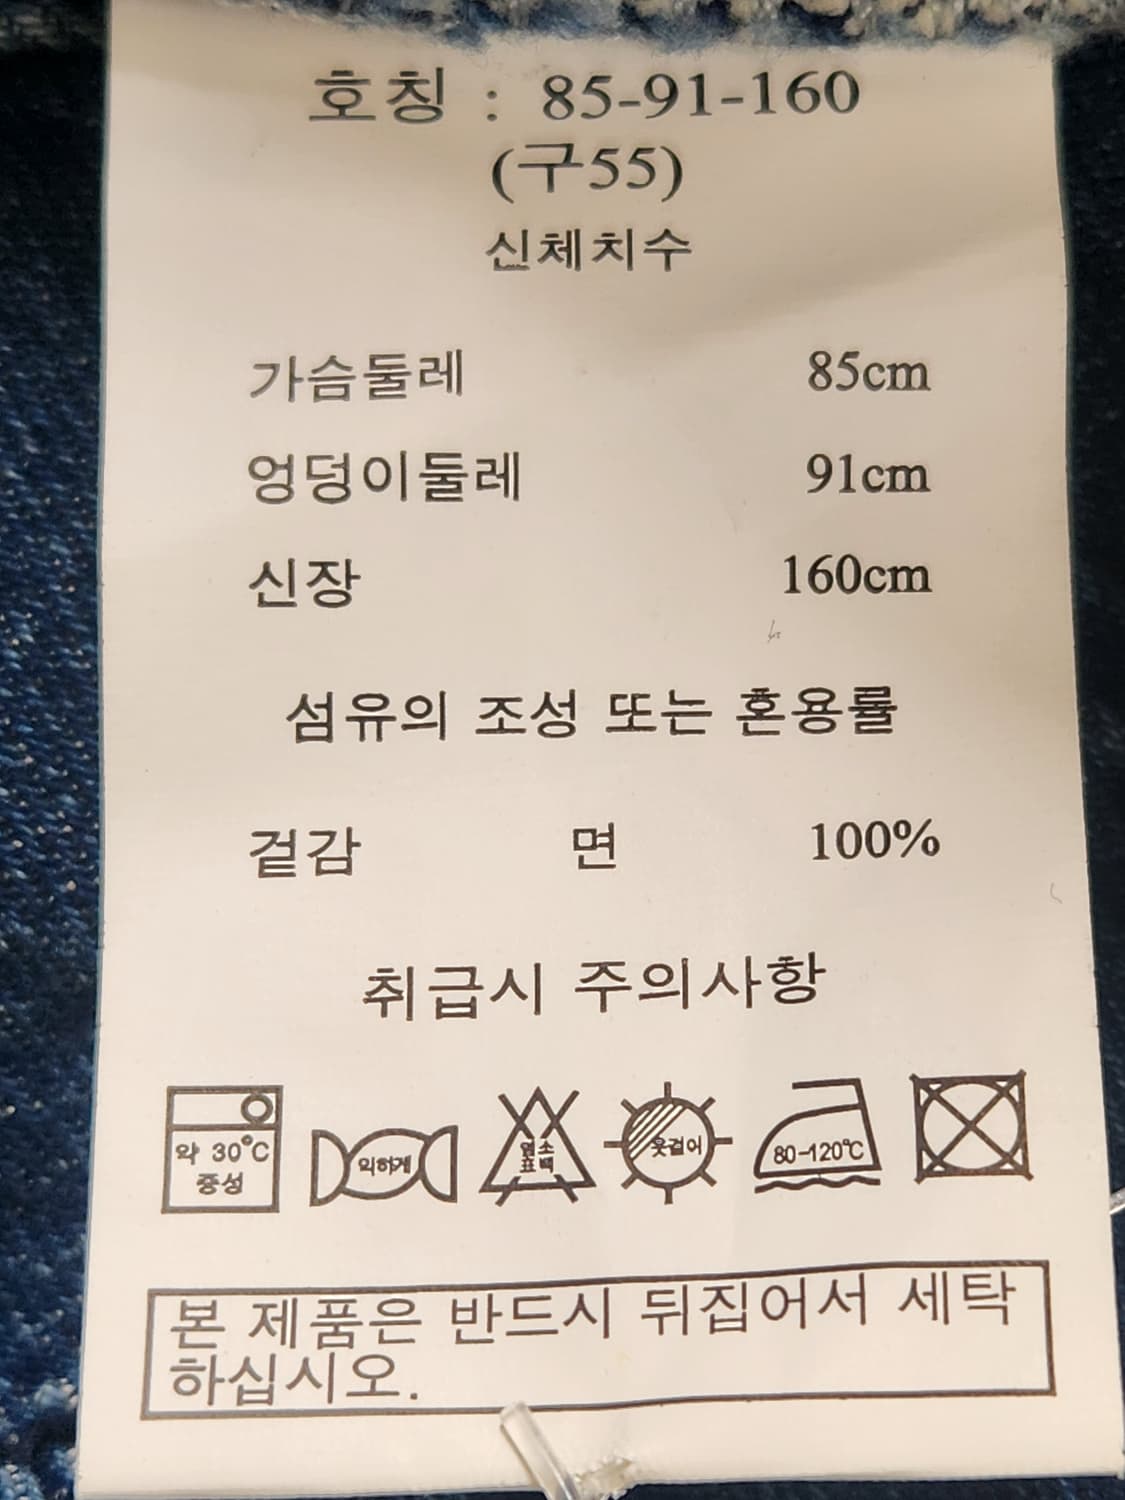 호칭 : 85-91-160
(구55)
신체치수
가슴둘레 85cm
엉덩이둘레 91cm
신장 160cm
섬유의 조성 또는 혼용률
겉감 면 100%
취급시 주의사항
약 30℃
중성
약하게
염소
표백
옷걸이
80-120℃
본 제품은 반드시 뒤집어서 세탁
하십시오.